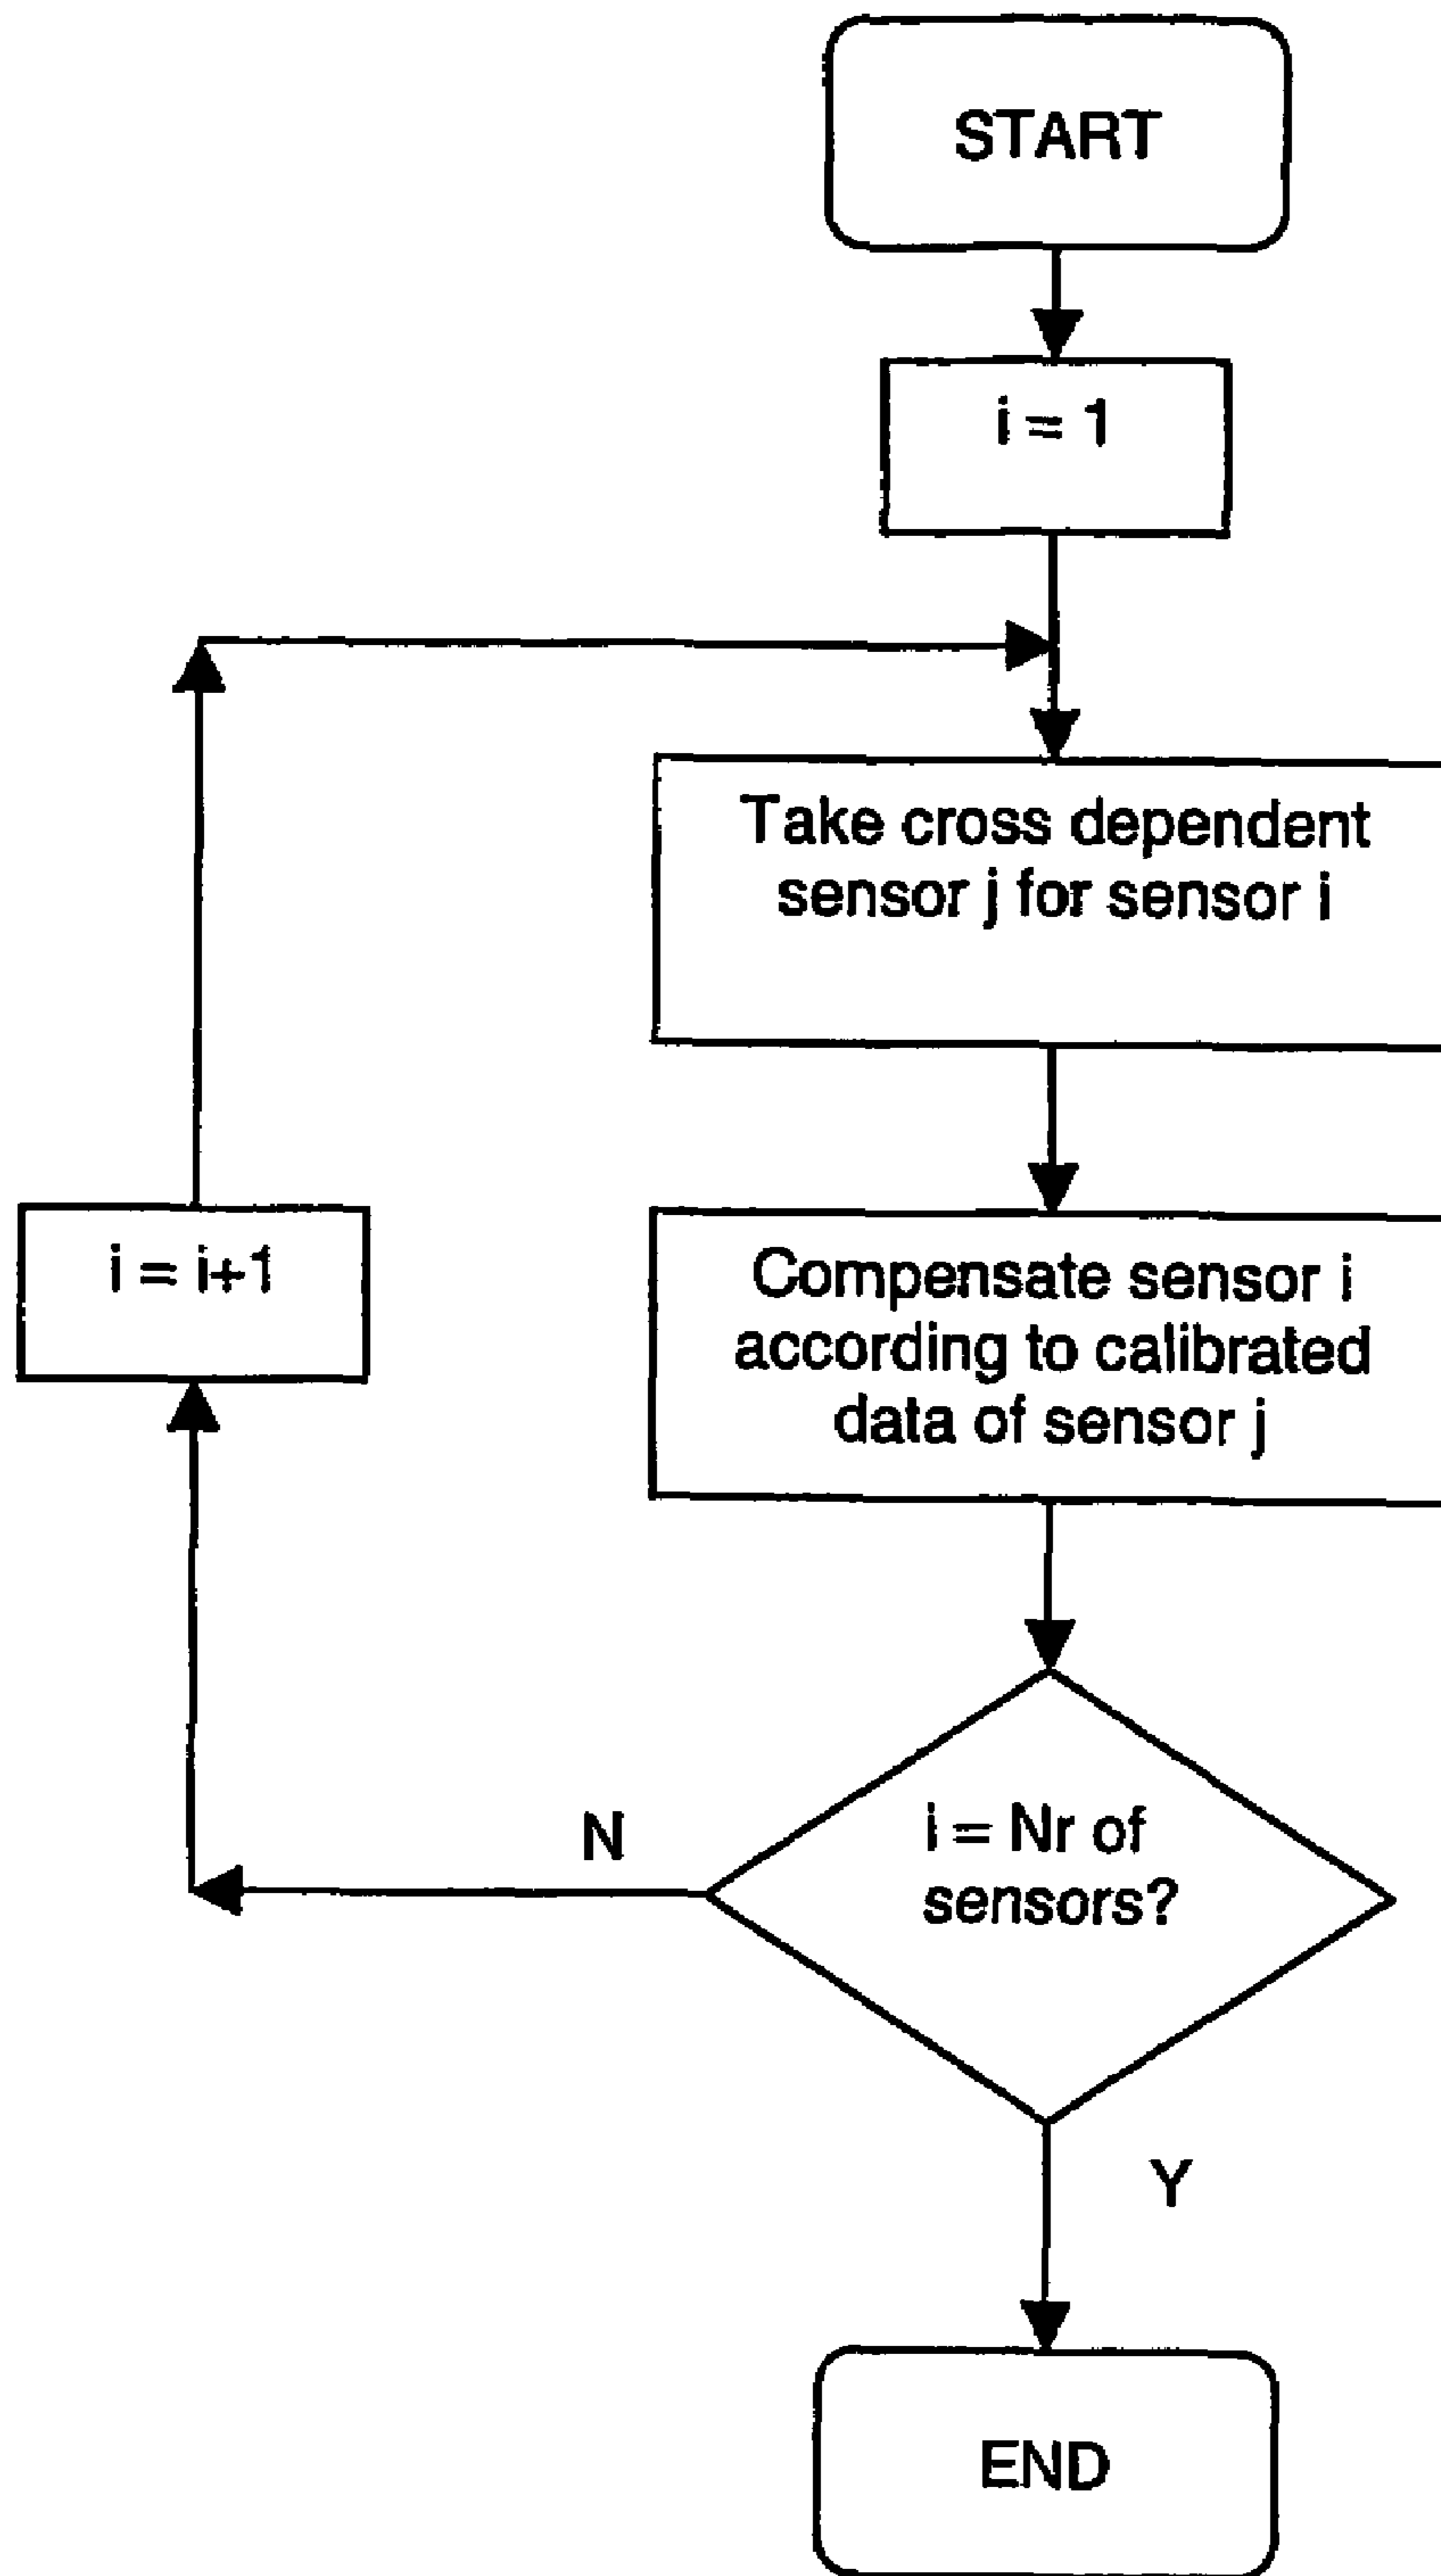 START
i = 1
Take cross dependent
sensor j for sensor i
i = i+1
Compensate sensor i
according to calibrated
data of sensor j
N
i = Nr of
sensors?
Y
END